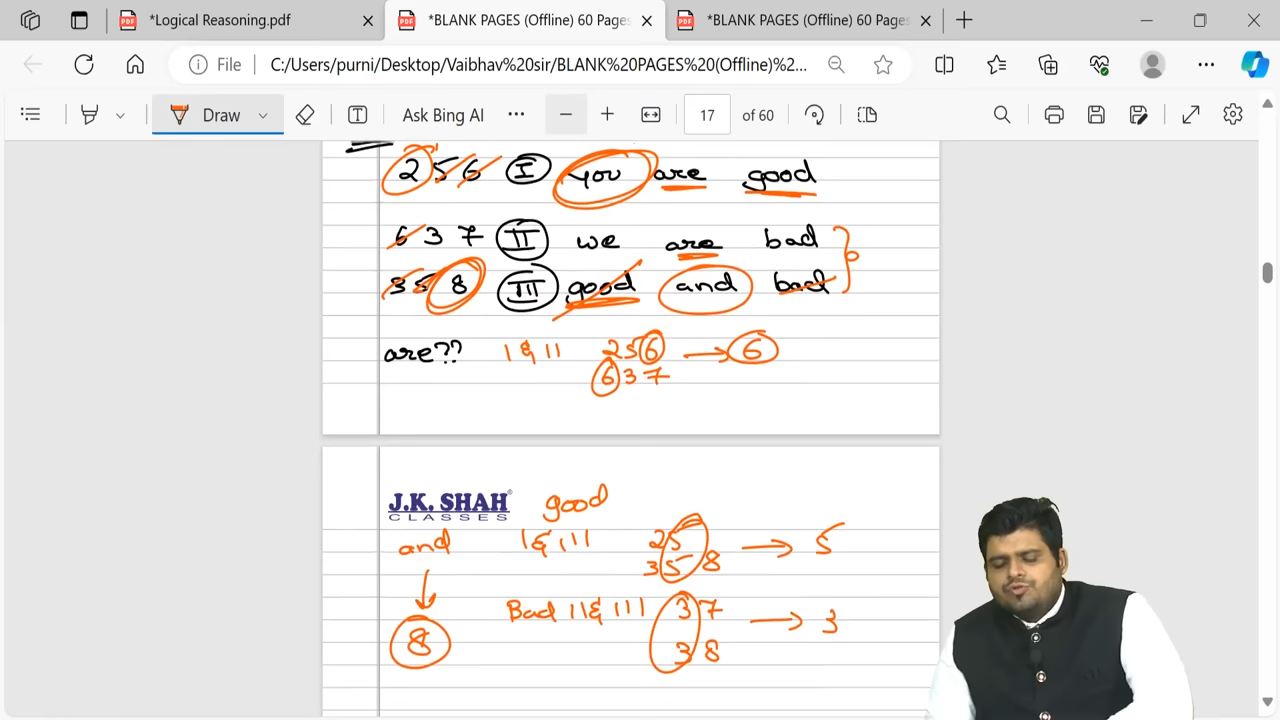 *Logical Reasoning.pdf
*BLANK PAGES (Offline) 60 Pages
*BLANK PAGES (Offline) 60 Pages
File
C:/Users/purni/Desktop/Vaibhav%20sir/BLANK%20PAGES%20(Offline)%2...
Draw
Ask Bing AI
17 of 60
2 5 6 I you are good
6 3 7 II we are bad
3 5 8 III good and bad
are?? I & II 2 5 6 → 6
6 3 7
J.K. SHAH®
CLASSES
good
and I & III 2 5 → 5
3 5 8
8
Bad II & III 3 7 → 3
3 8